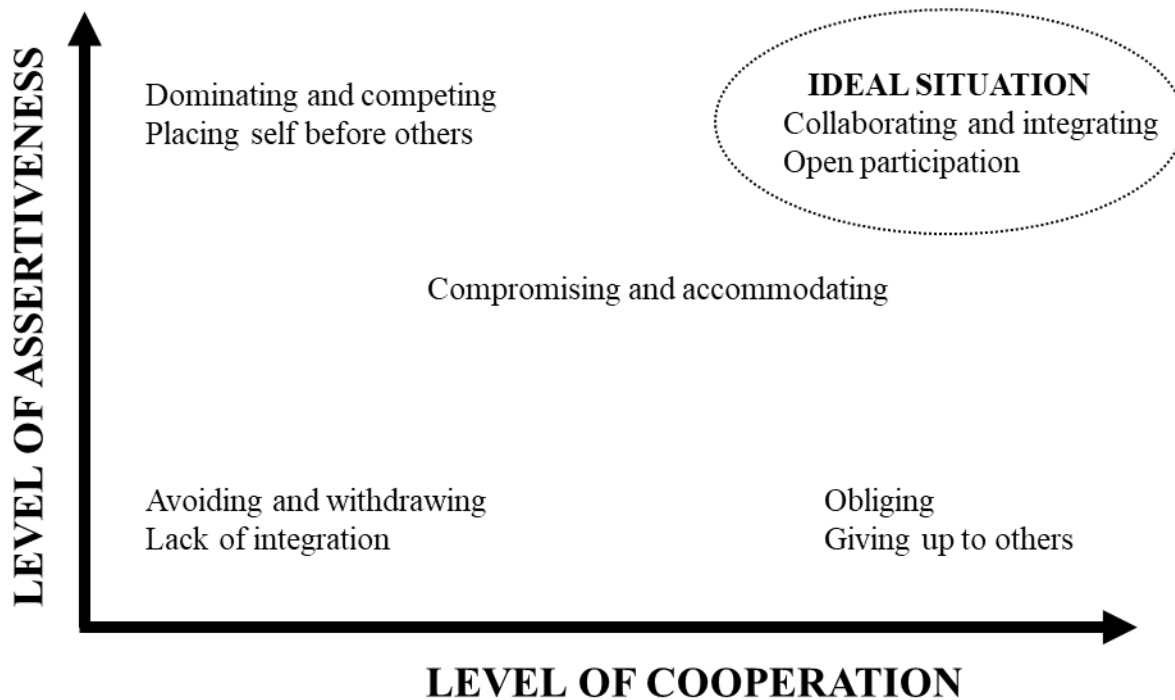 LEVEL OF ASSERTIVENESS
Dominating and competing
Placing self before others
IDEAL SITUATION
Collaborating and integrating
Open participation
Compromising and accommodating
Avoiding and withdrawing
Lack of integration
Obliging
Giving up to others
LEVEL OF COOPERATION